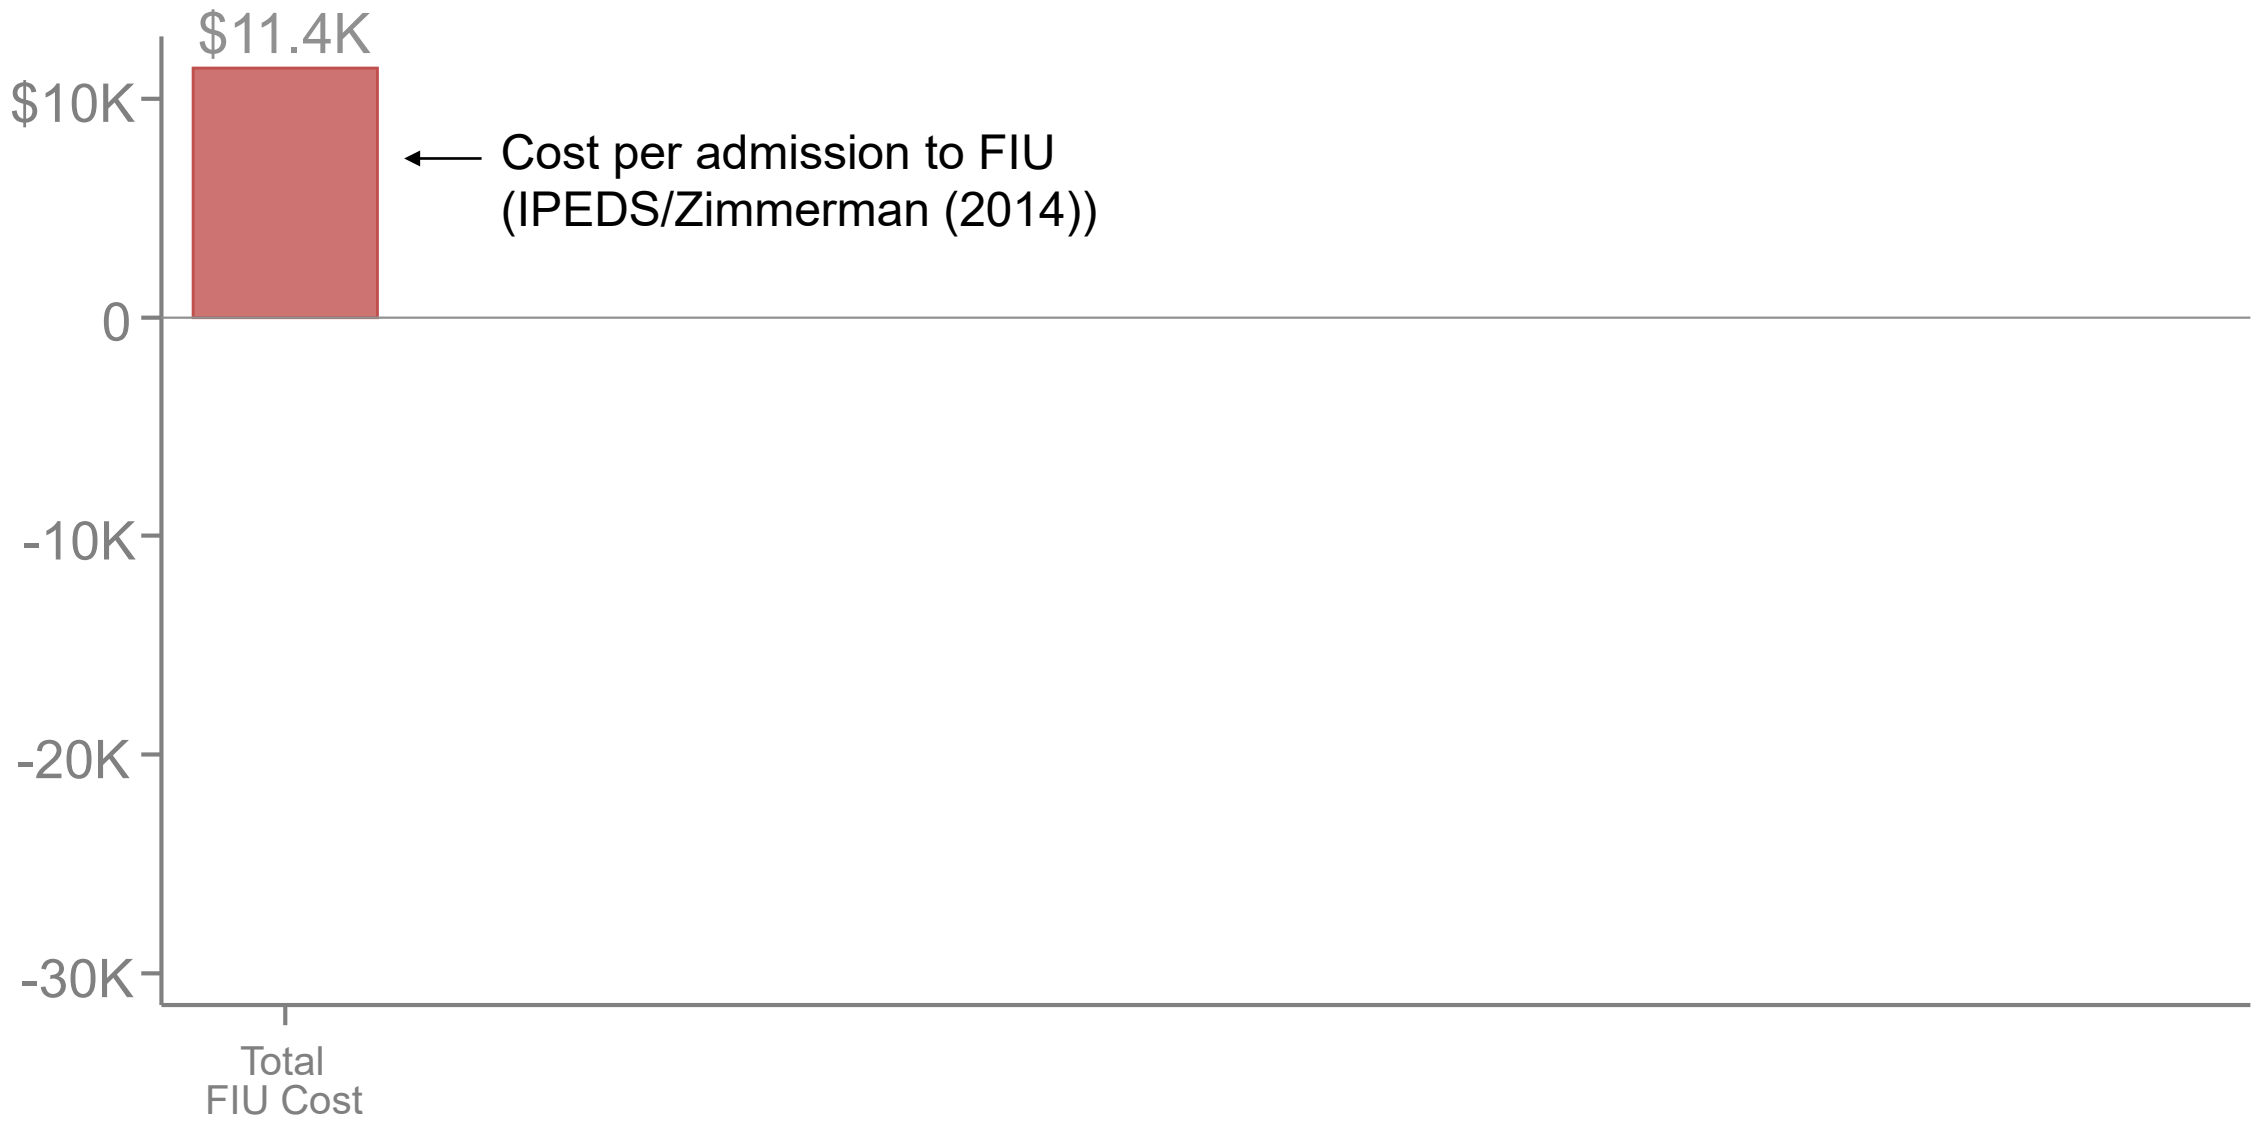 $11.4K
$10K
Cost per admission to FIU
(IPEDS/Zimmerman (2014))
0
-10K
-20K
-30K
Total
FIU Cost